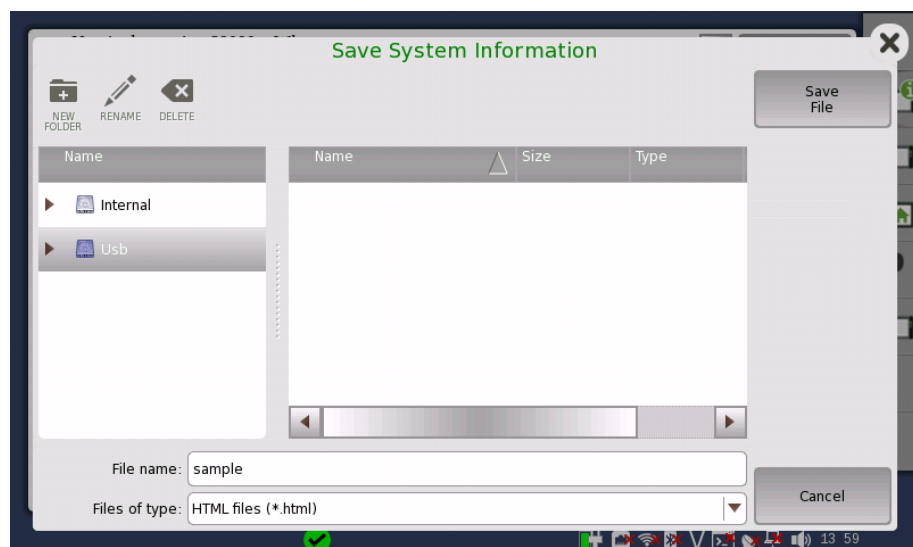 Save System Information
NEW
FOLDER
RENAME
DELETE
Save
File
Name
Name
Size
Type
Internal
Usb
File name:
sample
Files of type:
HTML files (*.html)
Cancel
13 59